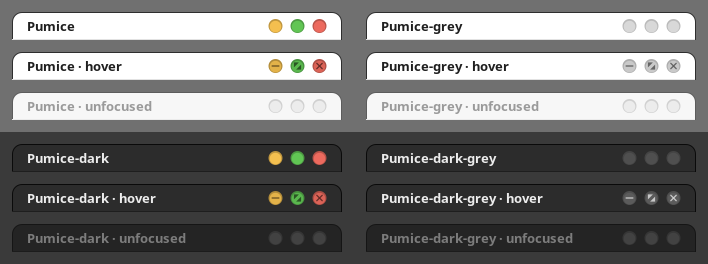 Pumice
Pumice-grey
Pumice · hover
Pumice-grey · hover
Pumice · unfocused
Pumice-grey · unfocused
Pumice-dark
Pumice-dark-grey
Pumice-dark · hover
Pumice-dark-grey · hover
Pumice-dark · unfocused
Pumice-dark-grey · unfocused